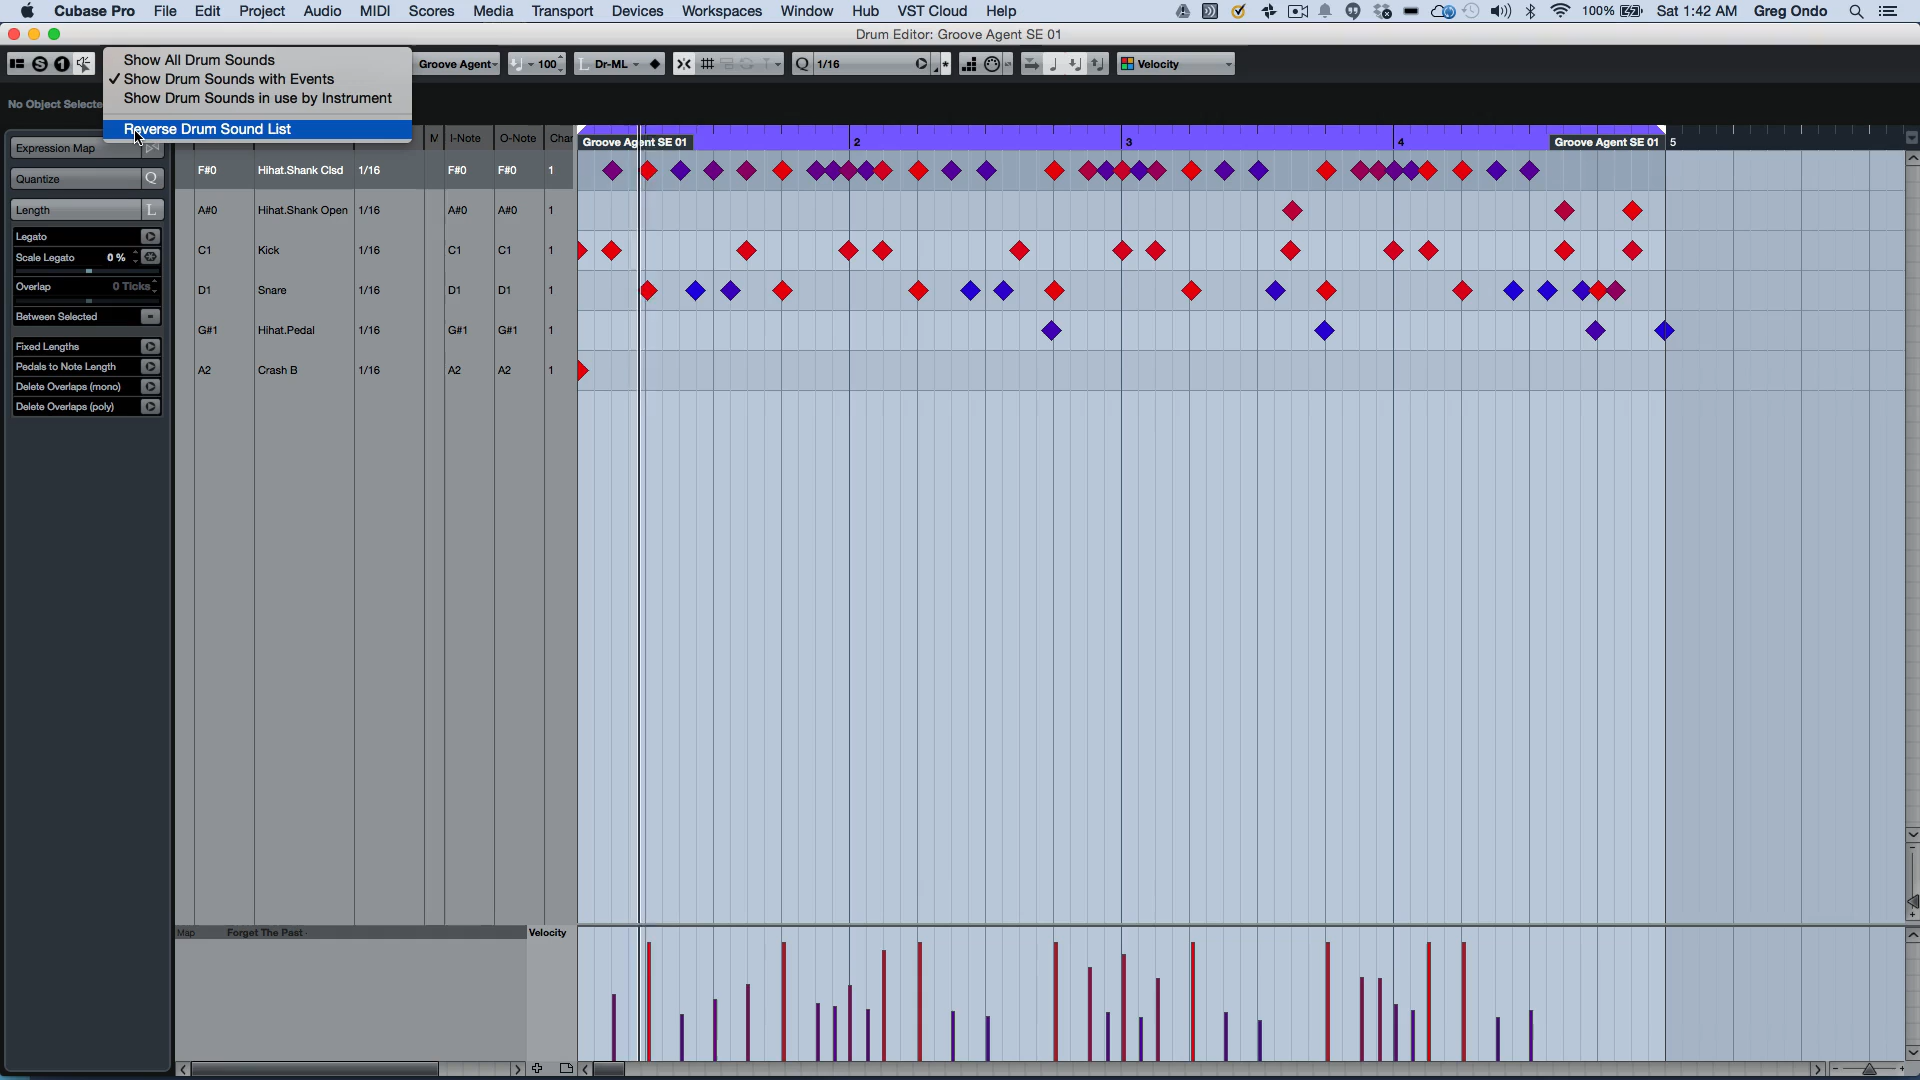 Cubase Pro File Edit Project Audio MIDI Scores Media Transport Devices Workspaces Window Hub VST Cloud Help 100% Sat 1:42 AM Greg Ondo
Drum Editor: Groove Agent SE 01
Show All Drum Sounds
✓ Show Drum Sounds with Events
Show Drum Sounds in use by Instrument
Reverse Drum Sound List
S 1 Groove Agent 100 L Dr-ML Q 1/16 Velocity
No Object Selecte
Expression Map
Quantize Q
Length L
Legato
Scale Legato 0 %
Overlap 0 Ticks
Between Selected
Fixed Lengths
Pedals to Note Length
Delete Overlaps (mono)
Delete Overlaps (poly)
M I-Note O-Note Char
Groove Agent SE 01 2 3 4 Groove Agent SE 01 5
F#0 Hihat.Shank Clsd 1/16 F#0 F#0 1
A#0 Hihat.Shank Open 1/16 A#0 A#0 1
C1 Kick 1/16 C1 C1 1
D1 Snare 1/16 D1 D1 1
G#1 Hihat.Pedal 1/16 G#1 G#1 1
A2 Crash B 1/16 A2 A2 1
Map Forget The Past Velocity